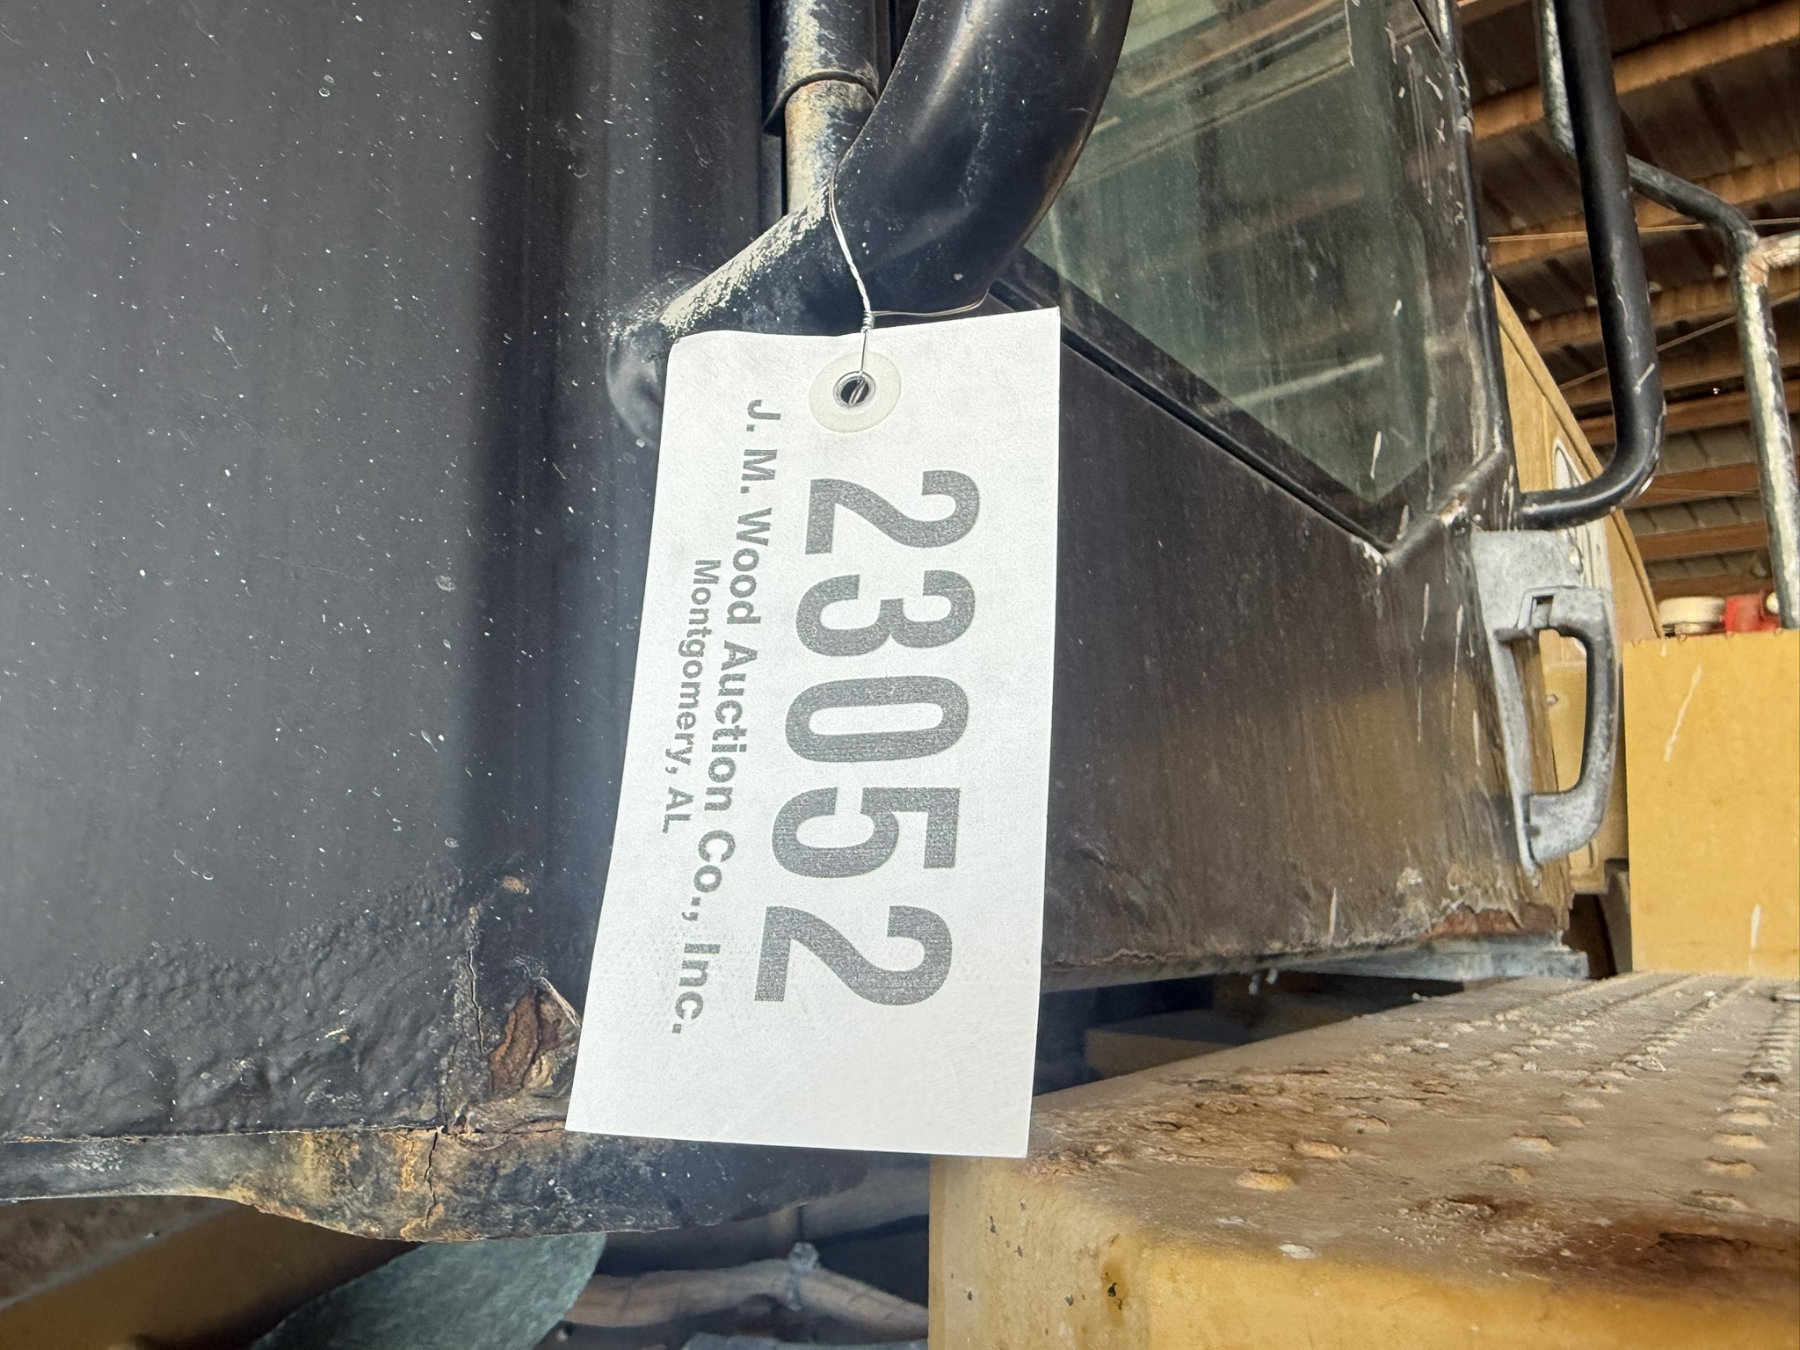 23052
J. M. Wood Auction Co., Inc.
Montgomery, AL